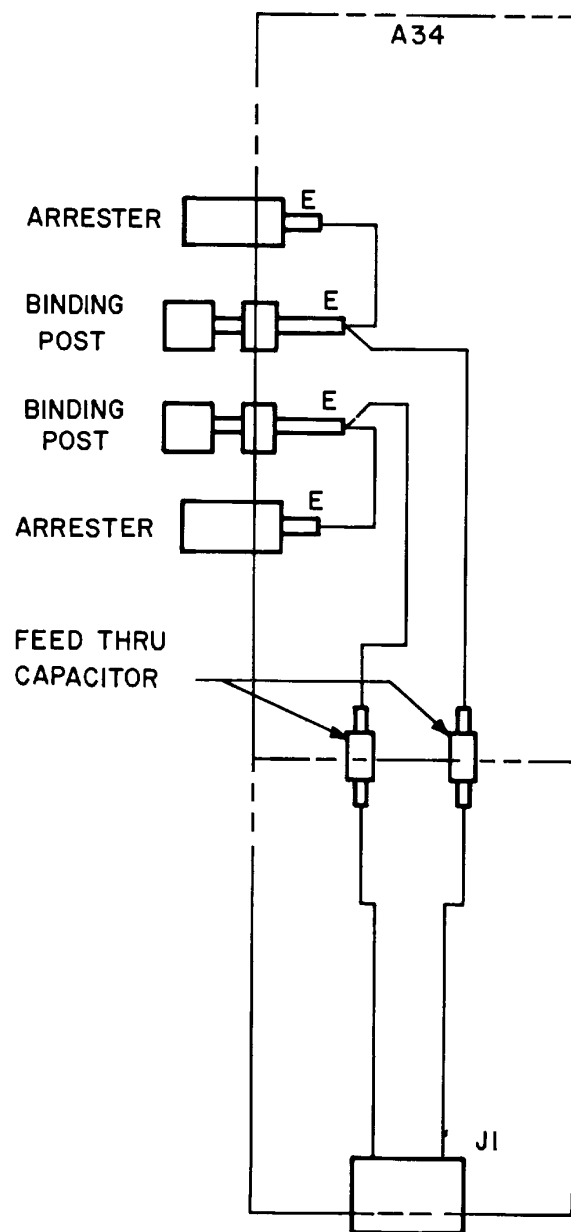 A34
E
ARRESTER
E
BINDING
POST
E
BINDING
POST
E
ARRESTER
FEED THRU
CAPACITOR
J1